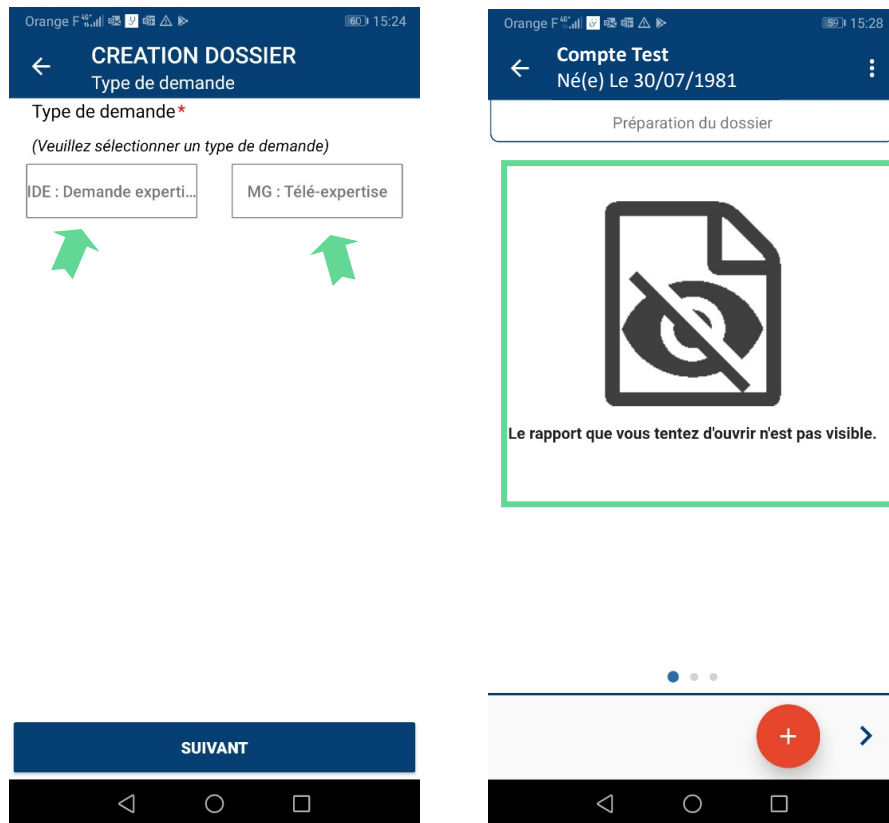 Orange F 15:24
CREATION DOSSIER
Type de demande
Type de demande*
(Veuillez sélectionner un type de demande)
IDE : Demande experti...
MG : Télé-expertise
SUIVANT
Orange F 15:28
Compte Test
Né(e) Le 30/07/1981
Préparation du dossier
Le rapport que vous tentez d'ouvrir n'est pas visible.